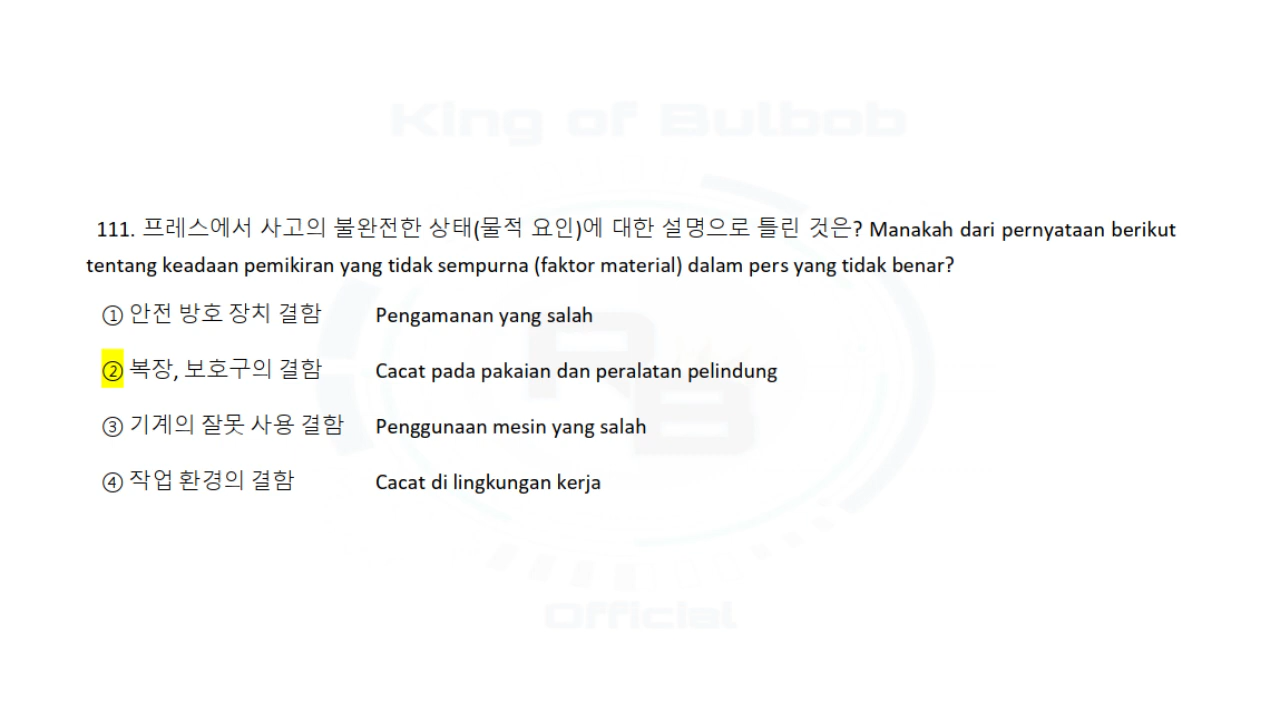 King of Bulbob
111. 프레스에서 사고의 불완전한 상태(물적 요인)에 대한 설명으로 틀린 것은? Manakah dari pernyataan berikut
tentang keadaan pemikiran yang tidak sempurna (faktor material) dalam pers yang tidak benar?
① 안전 방호 장치 결함 Pengamanan yang salah
② 복장, 보호구의 결함 Cacat pada pakaian dan peralatan pelindung
③ 기계의 잘못 사용 결함 Penggunaan mesin yang salah
④ 작업 환경의 결함 Cacat di lingkungan kerja
Official